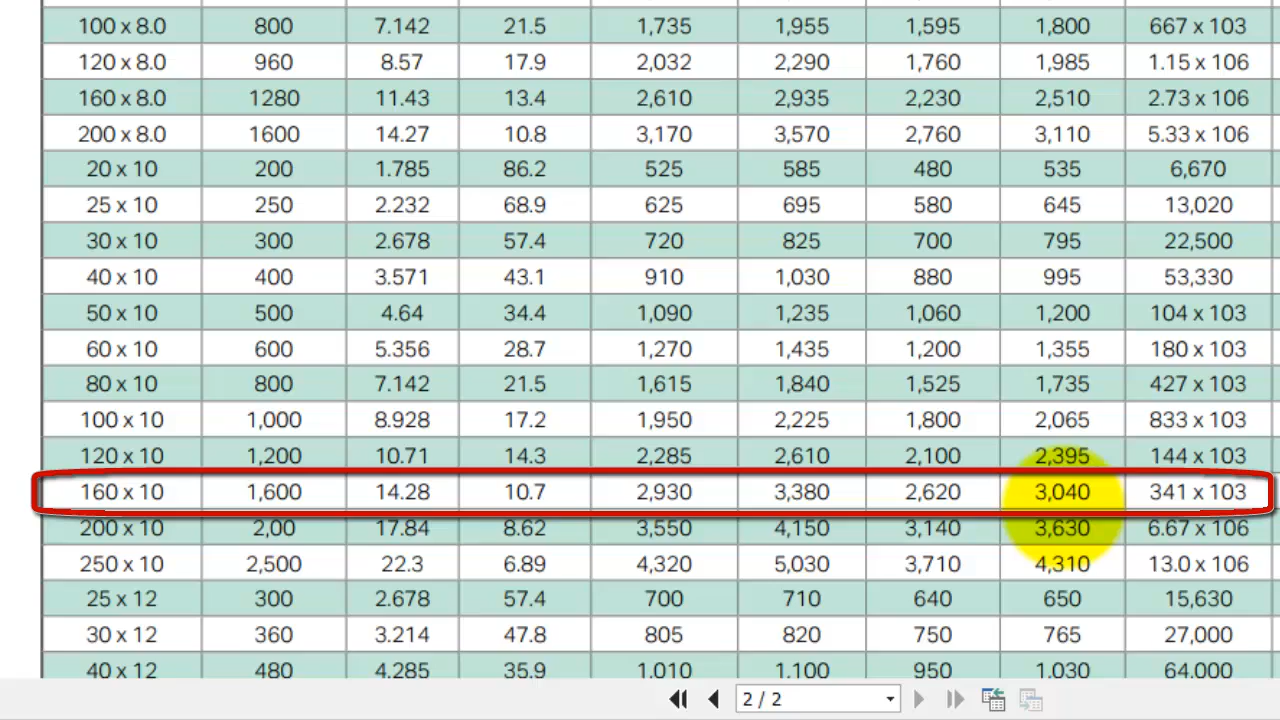 100 x 8.0 800 7.142 21.5 1,735 1,955 1,595 1,800 667 x 103
120 x 8.0 960 8.57 17.9 2,032 2,290 1,760 1,985 1.15 x 106
160 x 8.0 1280 11.43 13.4 2,610 2,935 2,230 2,510 2.73 x 106
200 x 8.0 1600 14.27 10.8 3,170 3,570 2,760 3,110 5.33 x 106
20 x 10 200 1.785 86.2 525 585 480 535 6,670
25 x 10 250 2.232 68.9 625 695 580 645 13,020
30 x 10 300 2.678 57.4 720 825 700 795 22,500
40 x 10 400 3.571 43.1 910 1,030 880 995 53,330
50 x 10 500 4.64 34.4 1,090 1,235 1,060 1,200 104 x 103
60 x 10 600 5.356 28.7 1,270 1,435 1,200 1,355 180 x 103
80 x 10 800 7.142 21.5 1,615 1,840 1,525 1,735 427 x 103
100 x 10 1,000 8.928 17.2 1,950 2,225 1,800 2,065 833 x 103
120 x 10 1,200 10.71 14.3 2,285 2,610 2,100 2,395 144 x 103
160 x 10 1,600 14.28 10.7 2,930 3,380 2,620 3,040 341 x 103
200 x 10 2,00 17.84 8.62 3,550 4,150 3,140 3,630 6.67 x 106
250 x 10 2,500 22.3 6.89 4,320 5,030 3,710 4,310 13.0 x 106
25 x 12 300 2.678 57.4 700 710 640 650 15,630
30 x 12 360 3.214 47.8 805 820 750 765 27,000
40 x 12 480 4.285 35.9 1,010 1,100 950 1,030 64,000
2 / 2